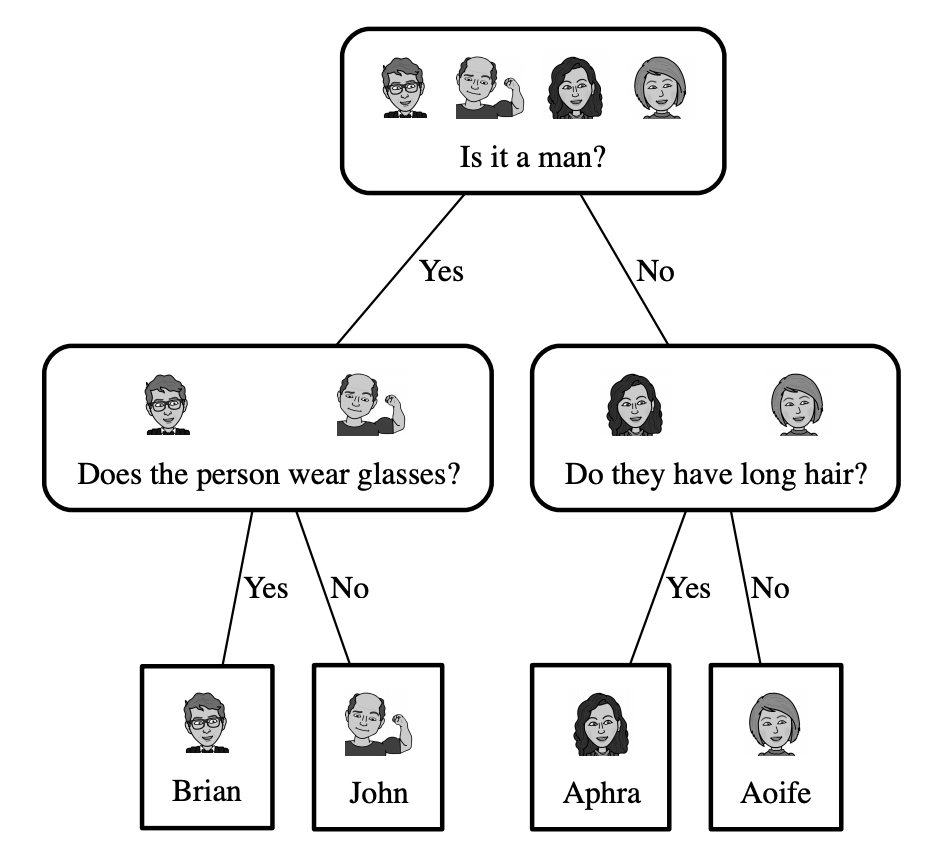 Is it a man?
Yes
No
Does the person wear glasses?
Do they have long hair?
Yes
No
Yes
No
Brian
John
Aphra
Aoife